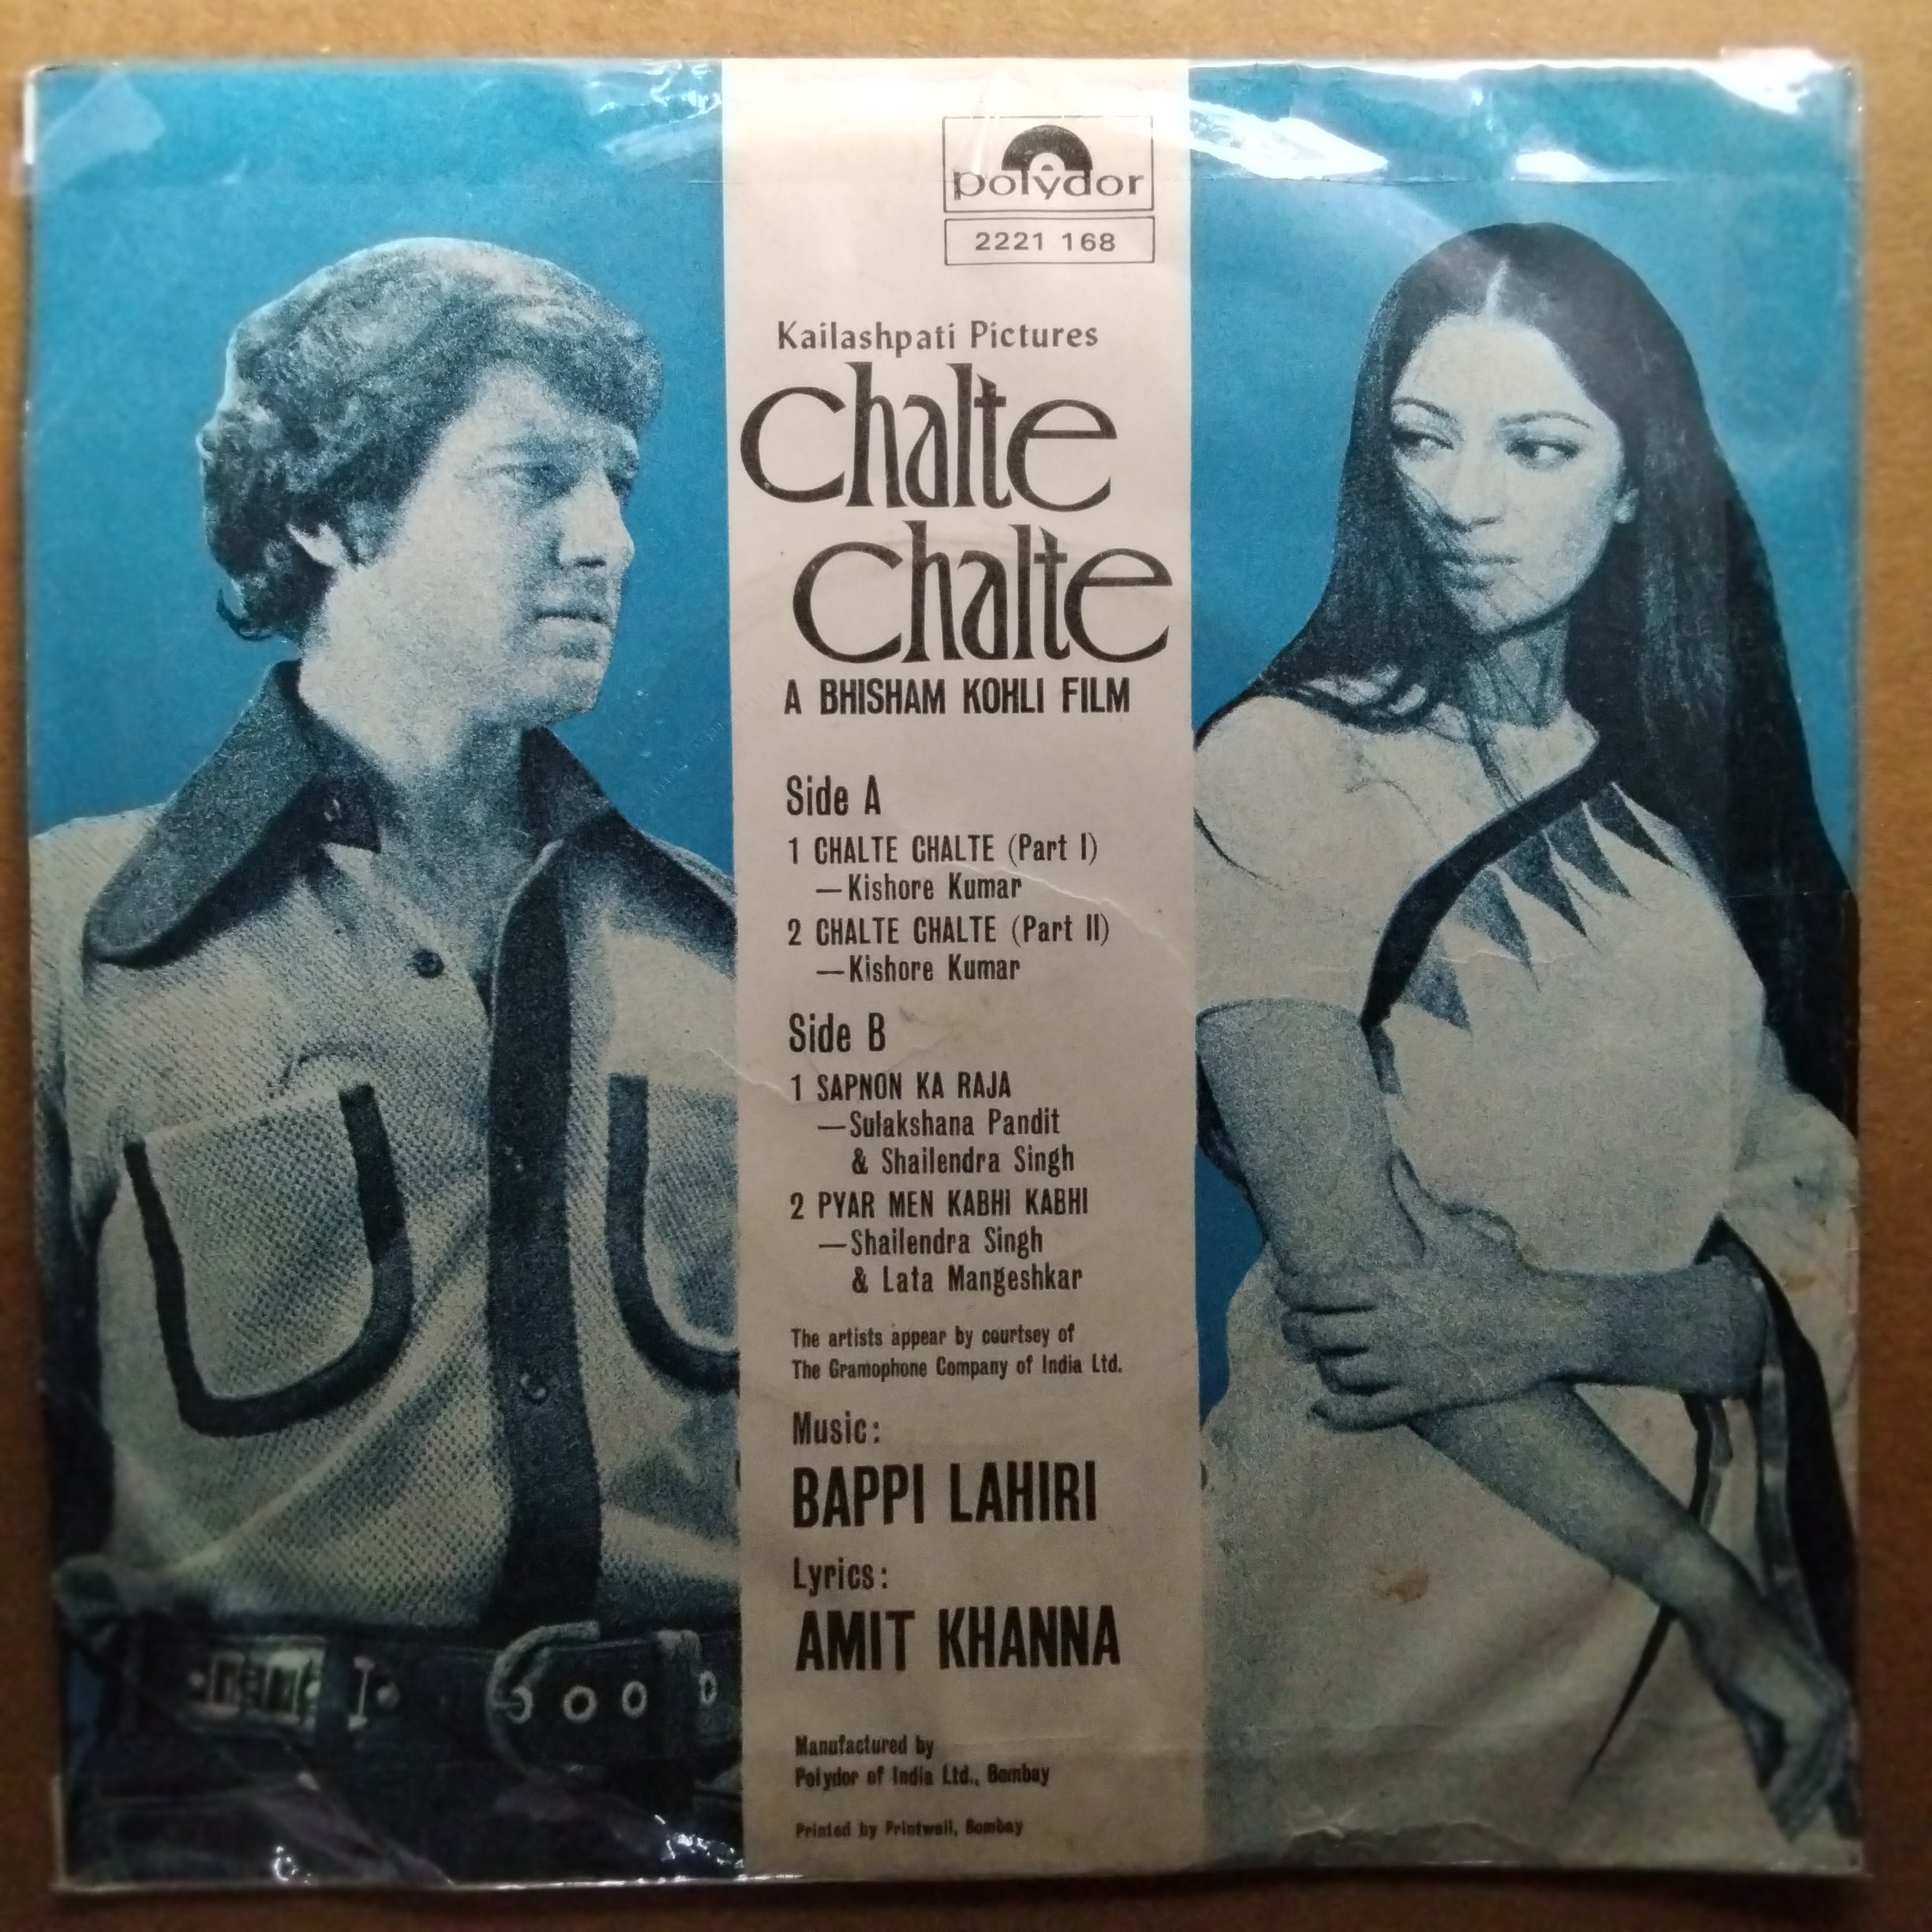 polydor
2221 168
Kailashpati Pictures
chalte
chalte
A BHISHAM KOHLI FILM
Side A
1 CHALTE CHALTE (Part I)
—Kishore Kumar
2 CHALTE CHALTE (Part II)
—Kishore Kumar
Side B
1 SAPNON KA RAJA
—Sulakshana Pandit
& Shailendra Singh
2 PYAR MEN KABHI KABHI
—Shailendra Singh
& Lata Mangeshkar
The artists appear by courtsey of
The Gramophone Company of India Ltd.
Music:
BAPPI LAHIRI
Lyrics:
AMIT KHANNA
Manufactured by
Polydor of India Ltd., Bombay
Printed by Printwell, Bombay